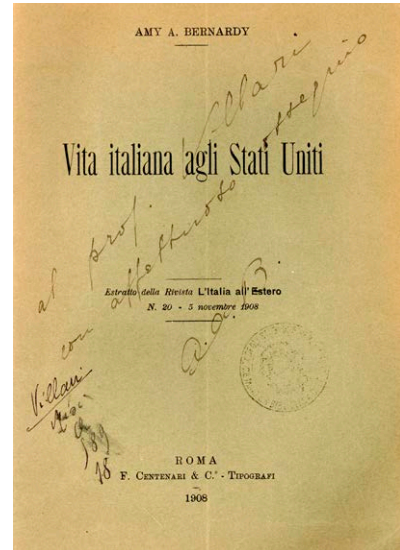 AMY A. BERNARDY
Vita italiana agli Stati Uniti
al prof. Villari
con affettuoso ossequio
Estratto della Rivista L'Italia all'Estero
N. 20 - 5 novembre 1908
Villari
18
ROMA
F. CENTENARI & C.i - TIPOGRAFI
1908